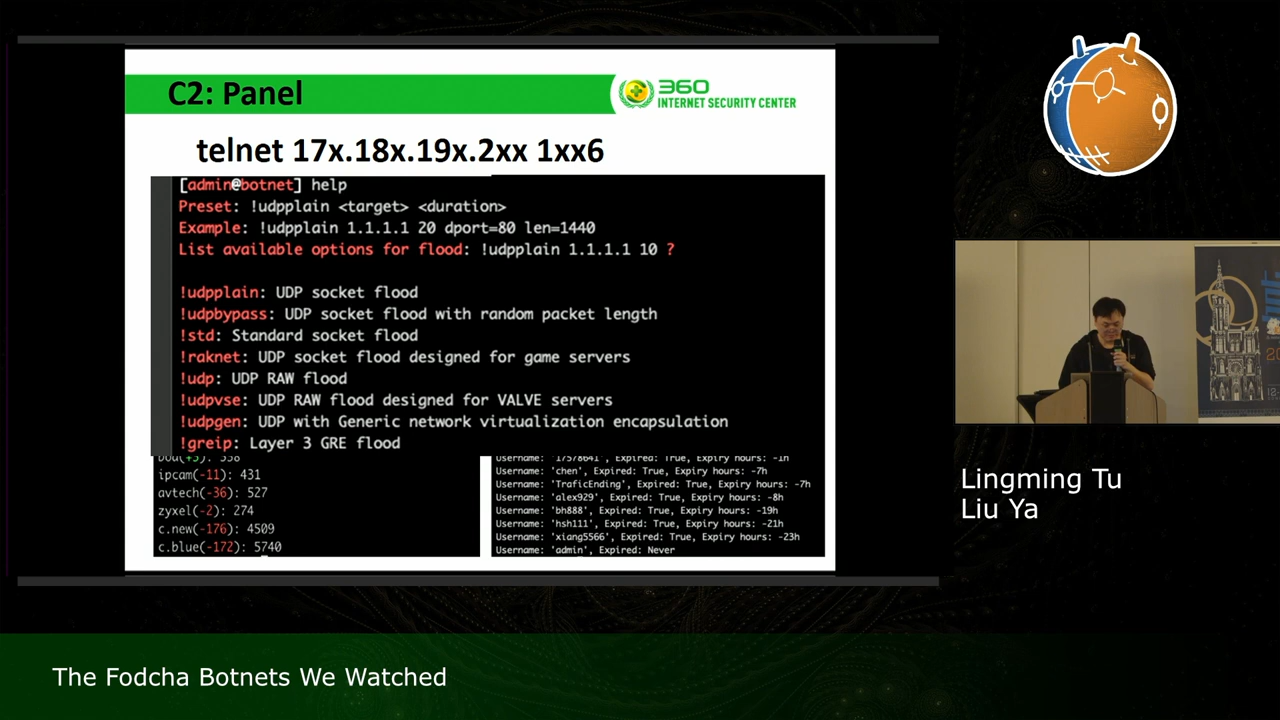 C2: Panel
360
INTERNET SECURITY CENTER
telnet 17x.18x.19x.2xx 1xx6
[admin@botnet] help
Preset: !udpplain <target> <duration>
Example: !udpplain 1.1.1.1 20 dport=80 len=1440
List available options for flood: !udpplain 1.1.1.1 10 ?
!udpplain: UDP socket flood
!udpbypass: UDP socket flood with random packet length
!std: Standard socket flood
!raknet: UDP socket flood designed for game servers
!udp: UDP RAW flood
!udpvse: UDP RAW flood designed for VALVE servers
!udpgen: UDP with Generic network virtualization encapsulation
!greip: Layer 3 GRE flood
ipcam(-11): 431
avtech(-36): 527
zyxel(-2): 274
c.new(-176): 4509
c.blue(-172): 5740
Username: '17578641', Expired: True, Expiry hours: -1h
Username: 'chen', Expired: True, Expiry hours: -7h
Username: 'TraficEnding', Expired: True, Expiry hours: -7h
Username: 'alex929', Expired: True, Expiry hours: -8h
Username: 'bh888', Expired: True, Expiry hours: -19h
Username: 'hsh111', Expired: True, Expiry hours: -21h
Username: 'xiang5566', Expired: True, Expiry hours: -23h
Username: 'admin', Expired: Never
Lingming Tu
Liu Ya
The Fodcha Botnets We Watched